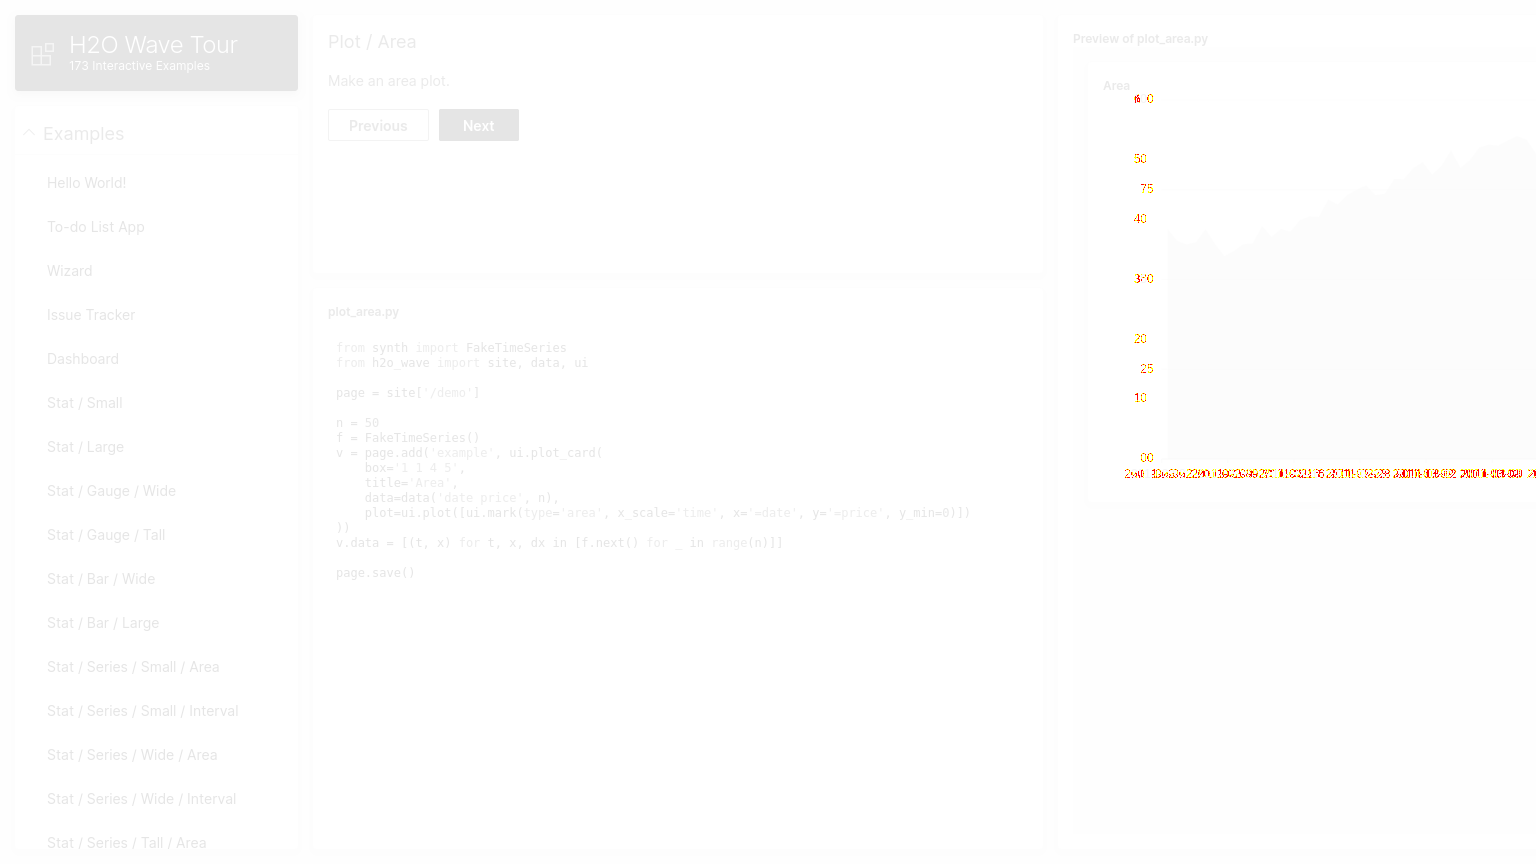 H2O Wave Tour
173 Interactive Examples
Examples
Hello World!
To-do List App
Wizard
Issue Tracker
Dashboard
Stat / Small
Stat / Large
Stat / Gauge / Wide
Stat / Gauge / Tall
Stat / Bar / Wide
Stat / Bar / Large
Stat / Series / Small / Area
Stat / Series / Small / Interval
Stat / Series / Wide / Area
Stat / Series / Wide / Interval
Stat / Series / Tall / Area
Plot / Area
Make an area plot.
Previous Next
plot_area.py
from synth import FakeTimeSeries
from h2o_wave import site, data, ui
page = site['/demo']
n = 50
f = FakeTimeSeries()
v = page.add('example', ui.plot_card(
    box='1 1 4 5',
    title='Area',
    data=data('date price', n),
    plot=ui.plot([ui.mark(type='area', x_scale='time', x='=date', y='=price', y_min=0)])
))
v.data = [(t, x) for t, x, dx in [f.next() for _ in range(n)]]
page.save()
Preview of plot_area.py
Area
50
75
40
20
25
10